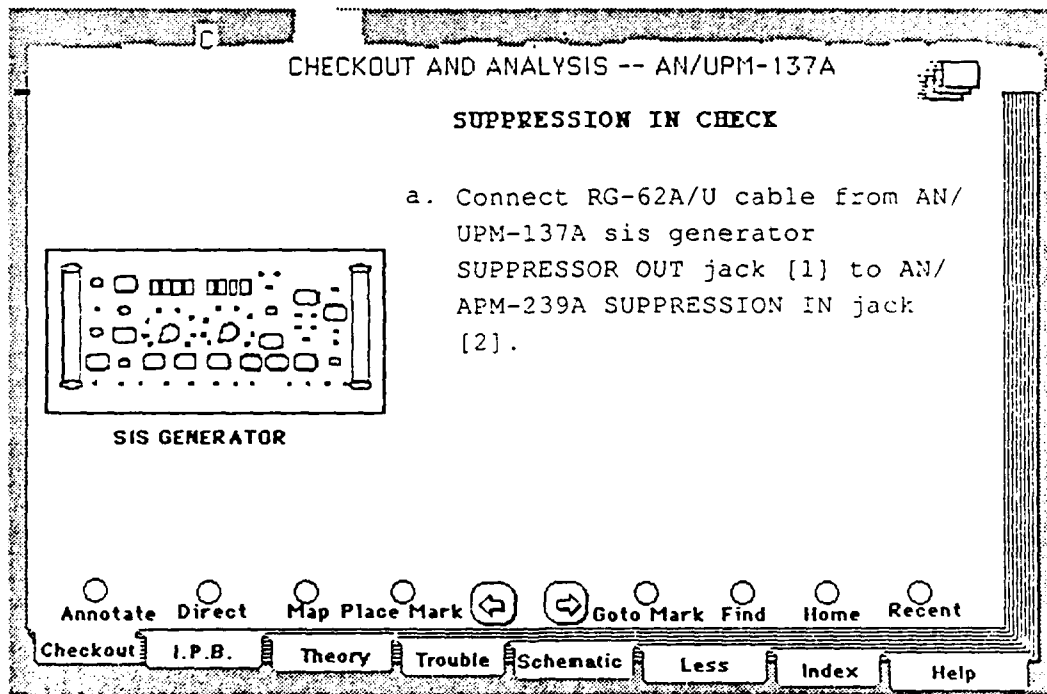 C
CHECKOUT AND ANALYSIS -- AN/UPM-137A
SUPPRESSION IN CHECK
a. Connect RG-62A/U cable from AN/
UPM-137A sis generator
SUPPRESSOR OUT jack [1] to AN/
APM-239A SUPPRESSION IN jack
[2].
SIS GENERATOR
Annotate Direct Map Place Mark Goto Mark Find Home Recent
Checkout I.P.B. Theory Trouble Schematic Less Index Help